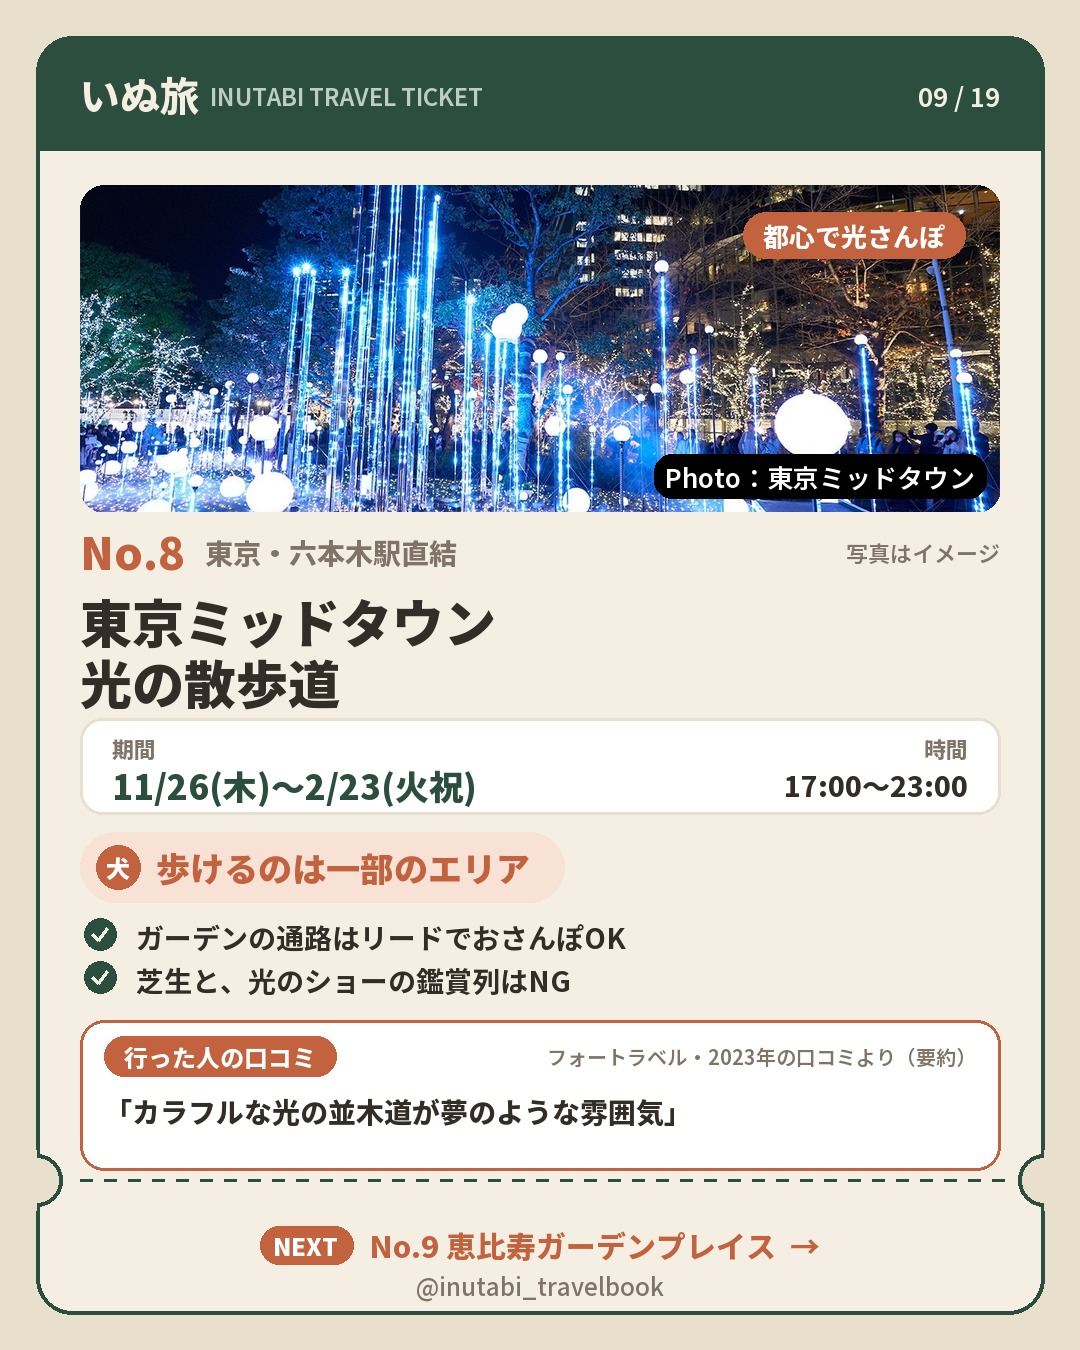 いぬ旅 INUTABI TRAVEL TICKET 09 / 19
都心で光さんぽ
Photo：東京ミッドタウン
No.8 東京・六本木駅直結 写真はイメージ
東京ミッドタウン
光の散歩道
期間 時間
11/26(木)〜2/23(火祝) 17:00〜23:00
犬 歩けるのは一部のエリア
ガーデンの通路はリードでおさんぽOK
芝生と、光のショーの鑑賞列はNG
行った人の口コミ フォートラベル・2023年の口コミより（要約）
「カラフルな光の並木道が夢のような雰囲気」
NEXT No.9 恵比寿ガーデンプレイス →
@inutabi_travelbook